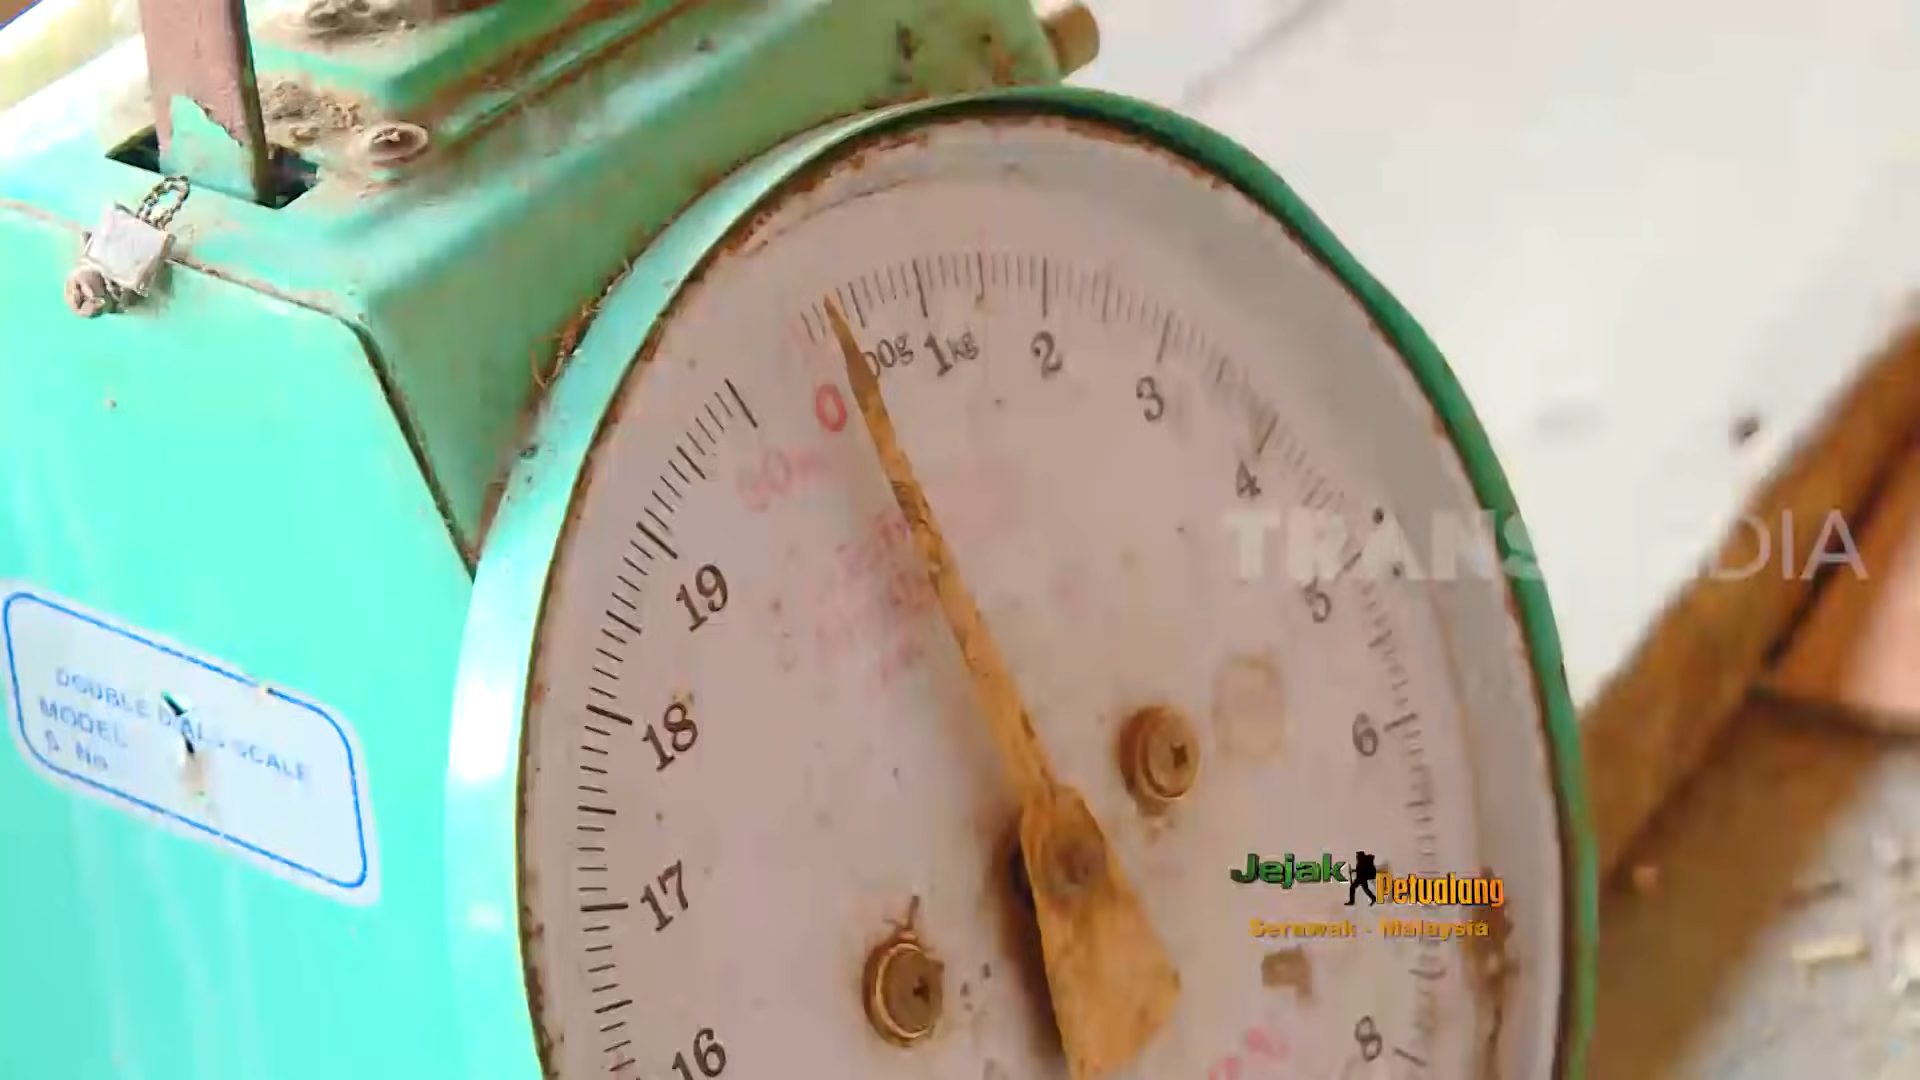 00g 1kg 2
3
0
4
TRANS
5
19
DOUBLE DIAL SCALE
MODEL
S. No
18
6
17
Jejak Petualang
Serawak - Malaysia
16
8